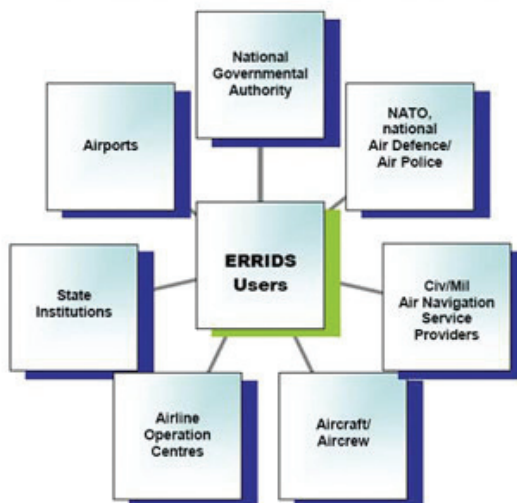 National
Governmental
Authority
NATO,
national
Air Defence/
Air Police
Airports
ERRIDS
Users
State
Institutions
Civ/Mil
Air Navigation
Service
Providers
Airline
Operation
Centres
Aircraft/
Aircrew